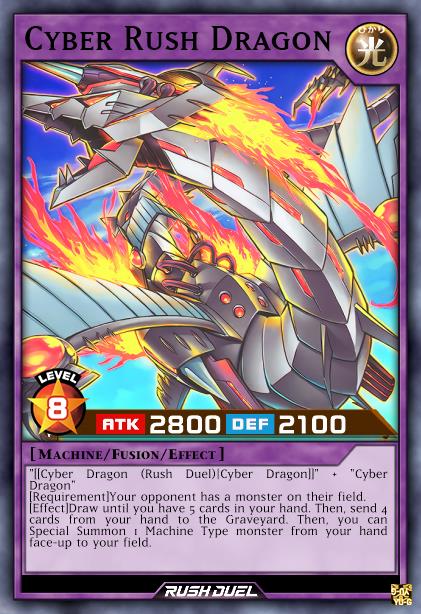 Cyber Rush Dragon
ひかり
光
LEVEL
8
ATK 2800 DEF 2100
[Machine/Fusion/Effect]
"[[Cyber Dragon (Rush Duel)|Cyber Dragon]]" + "Cyber
Dragon"
[Requirement]Your opponent has a monster on their field.
[Effect]Draw until you have 5 cards in your hand. Then, send 4
cards from your hand to the Graveyard. Then, you can
Special Summon 1 Machine Type monster from your hand
face-up to your field.
RUSH DUEL